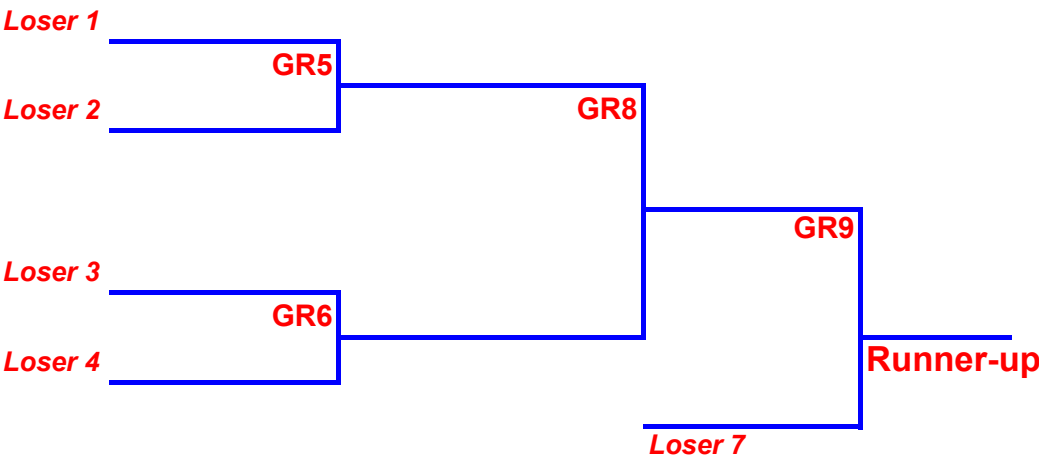 Loser 1
GR5
Loser 2
GR8
GR9
Loser 3
GR6
Loser 4
Runner-up
Loser 7